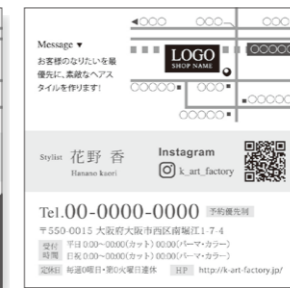 ◀○○○
○○○
○○○
Message ▼
お客様のなりたいを最
優先に、素敵なヘアス
タイルを作ります!
LOGO
SHOP NAME
○○○○○
○○○○○■
○○○
■○○○○○
○○○○○■
Stylist 花野 香
Hanano kaori
Instagram
k_art_factory
Tel.00-0000-0000 予約優先制
〒550-0015 大阪府大阪市西区南堀江1-7-4
受付時間 平日 0:00〜00:00(カット) 00:00(パーマ・カラー)
日祝 0:00〜00:00(カット) 00:00(パーマ・カラー)
定休日 毎週0曜日・第0火曜日連休 HP http://k-art-factory.jp/